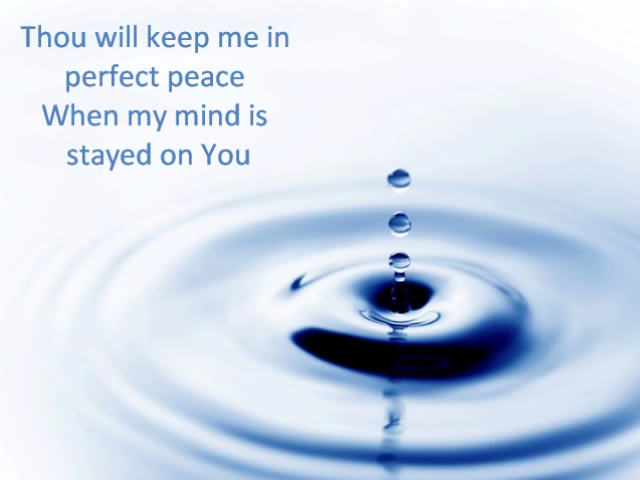 Thou will keep me in
perfect peace
When my mind is
stayed on You